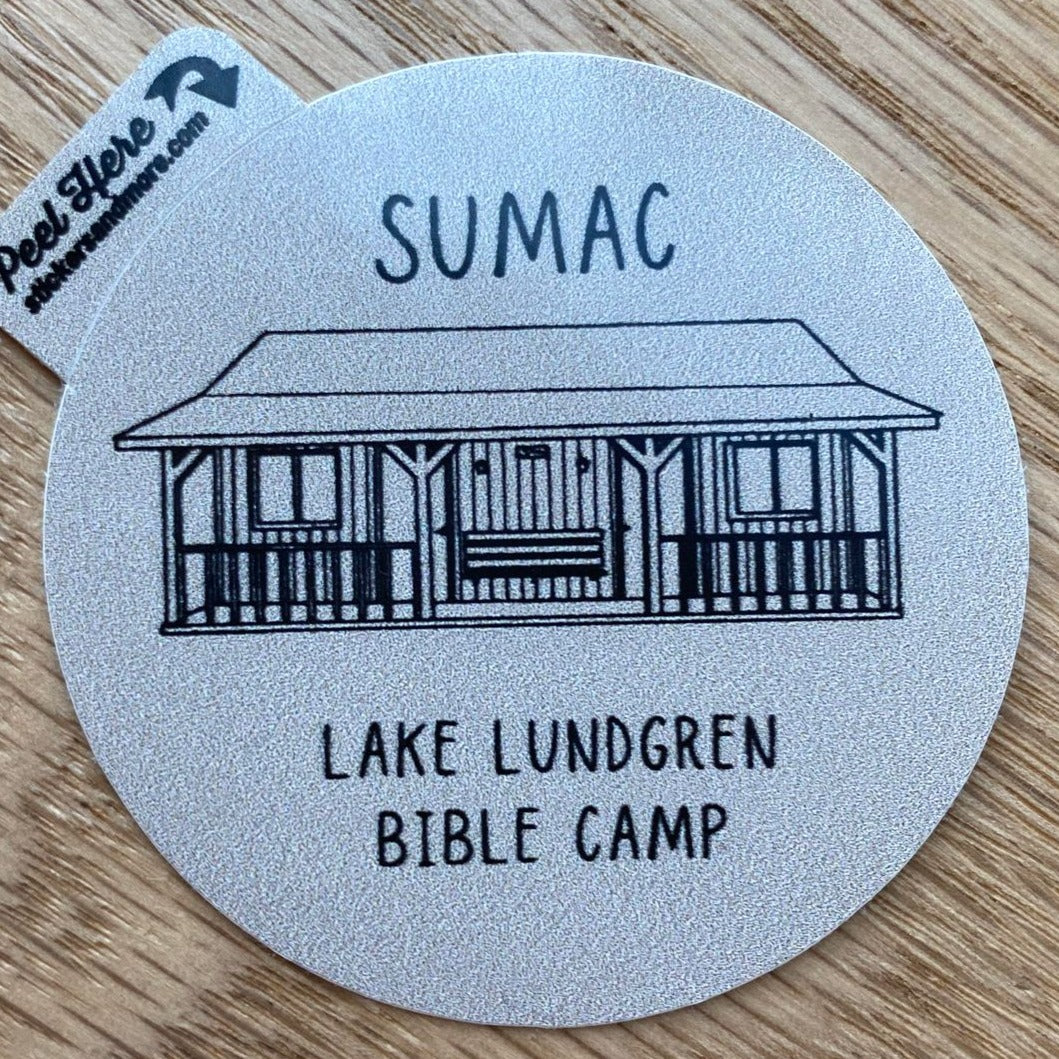 Peel Here
stickersandmore.com
SUMAC
LAKE LUNDGREN
BIBLE CAMP